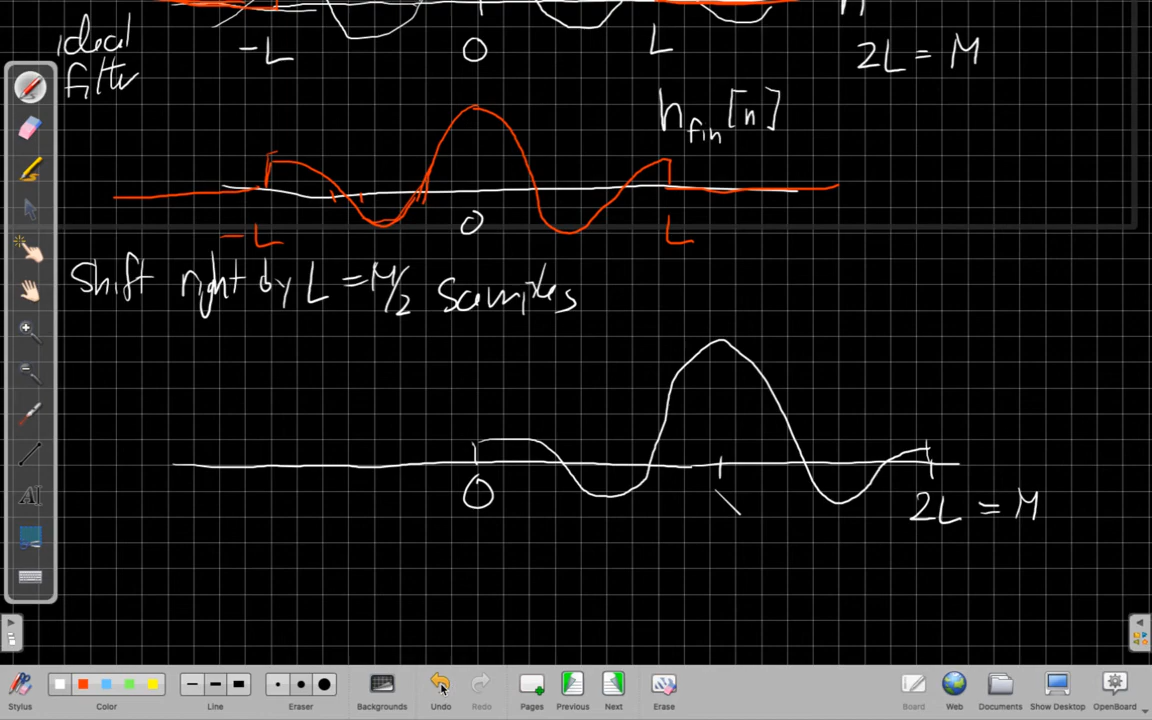 ideal
filter
-L 0 L
2L = M
h_fin[n]
-L 0 L
Shift right by L = M/2 samples
0 2L = M
Stylus Color Line Eraser Backgrounds Undo Redo Pages Previous Next Erase Board Web Documents Show Desktop OpenBoard